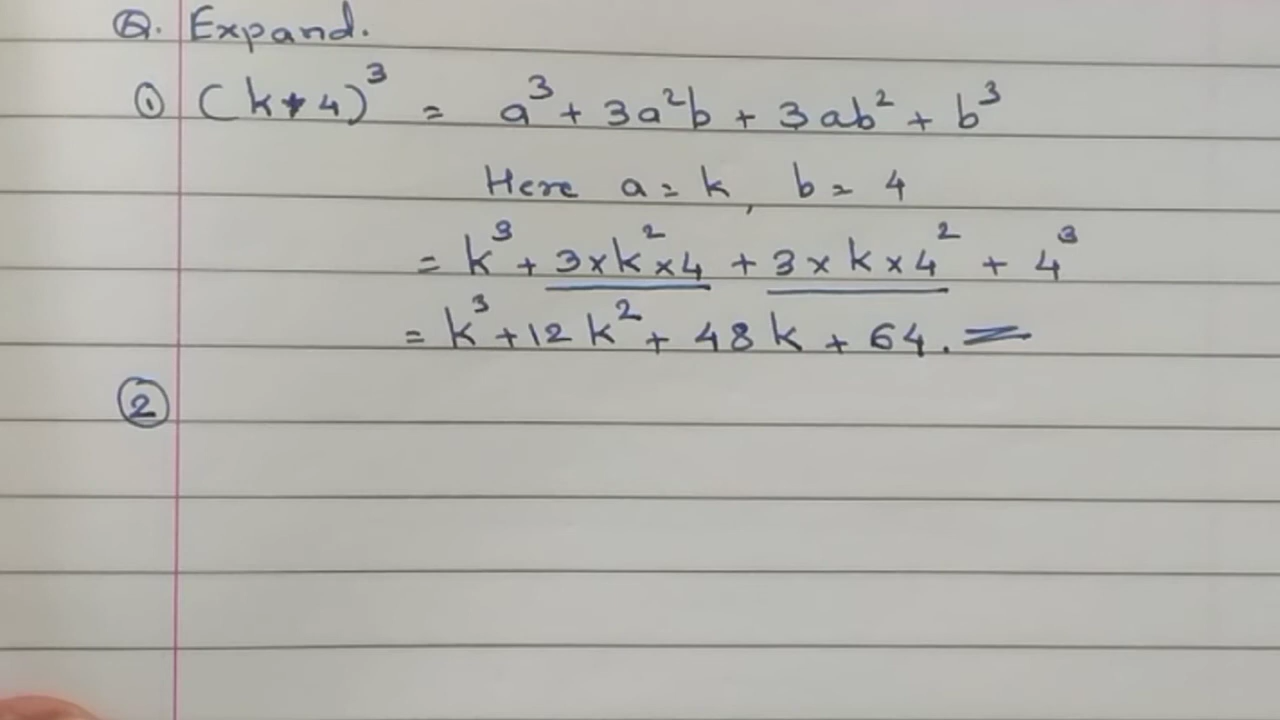 Q. Expand.
① (k+4)³ = a³ + 3a²b + 3ab² + b³
Here a = k, b = 4
= k³ + 3×k²×4 + 3×k×4² + 4³
= k³ + 12k² + 48k + 64.
②